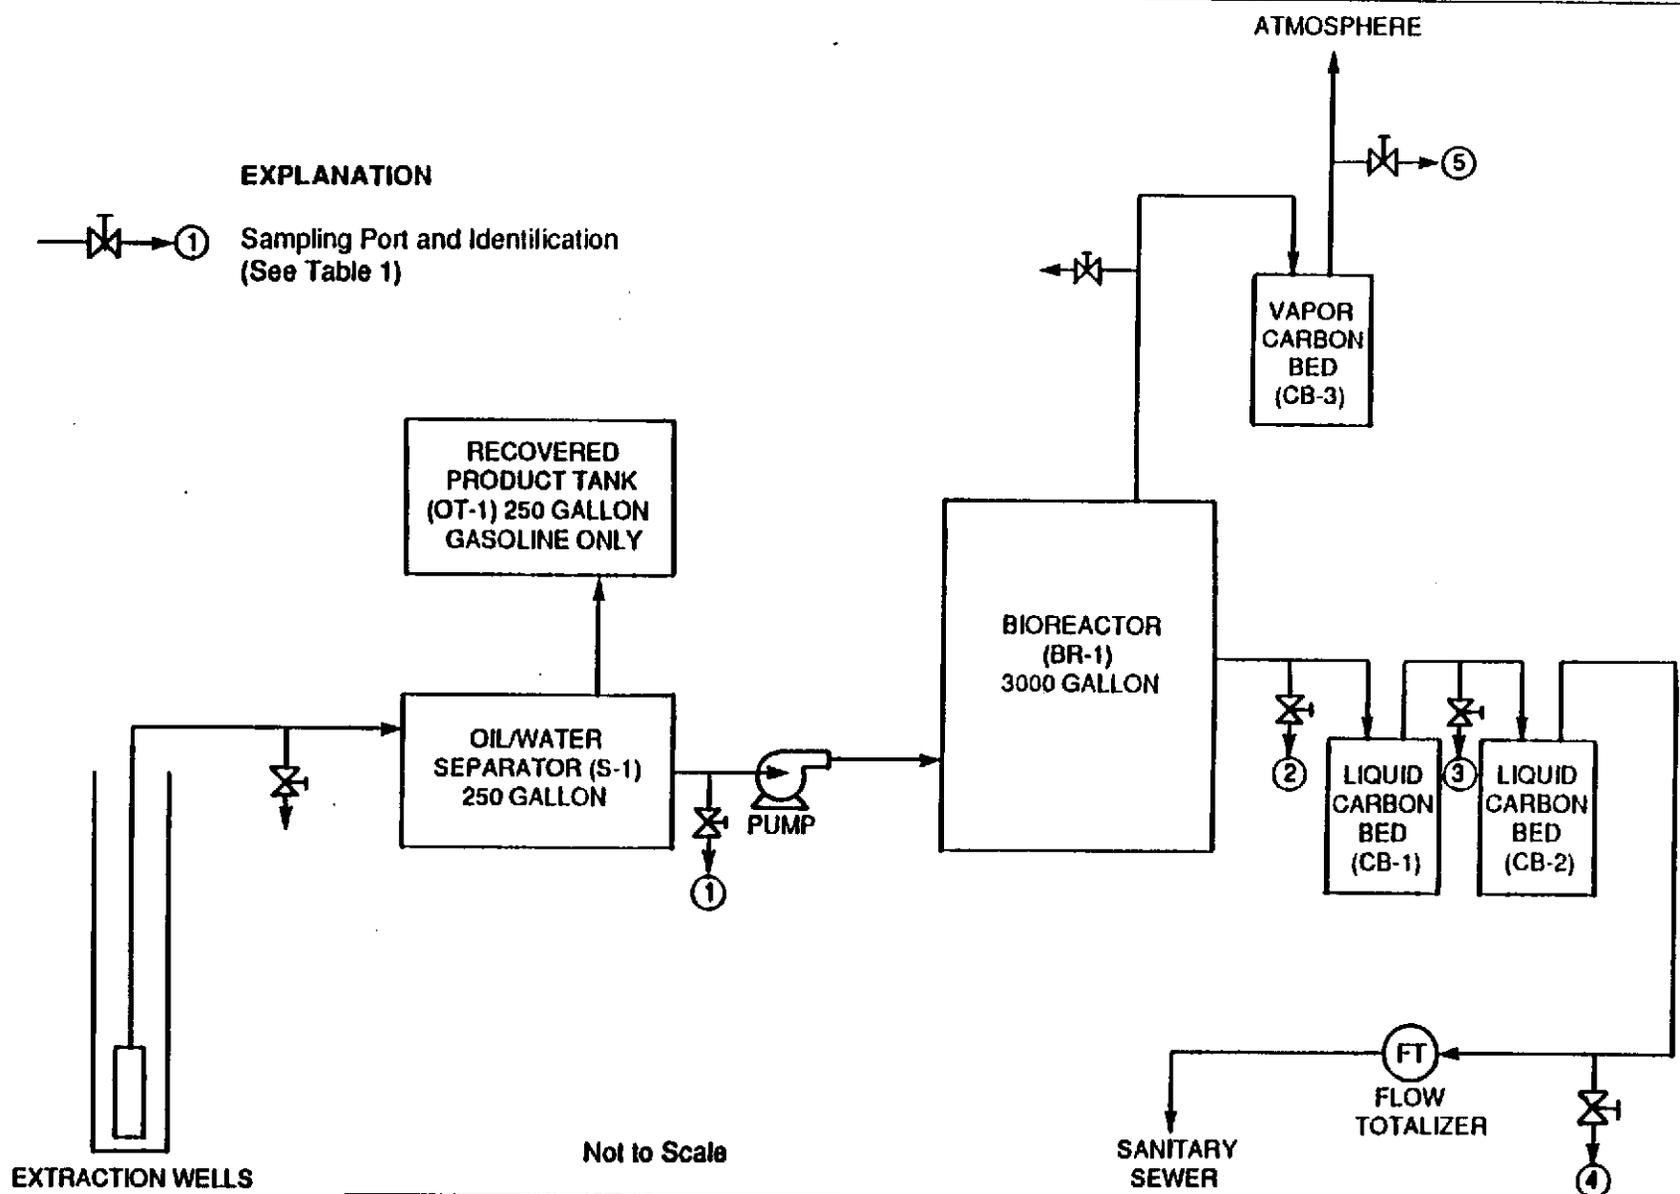 ATMOSPHERE
5
EXPLANATION
1
Sampling Port and Identification
(See Table 1)
VAPOR
CARBON
BED
(CB-3)
RECOVERED
PRODUCT TANK
(OT-1) 250 GALLON
GASOLINE ONLY
BIOREACTOR
(BR-1)
3000 GALLON
OIL/WATER
SEPARATOR (S-1)
250 GALLON
PUMP
1
2
LIQUID
CARBON
BED
(CB-1)
3
LIQUID
CARBON
BED
(CB-2)
FT
FLOW
TOTALIZER
SANITARY
SEWER
4
Not to Scale
EXTRACTION WELLS